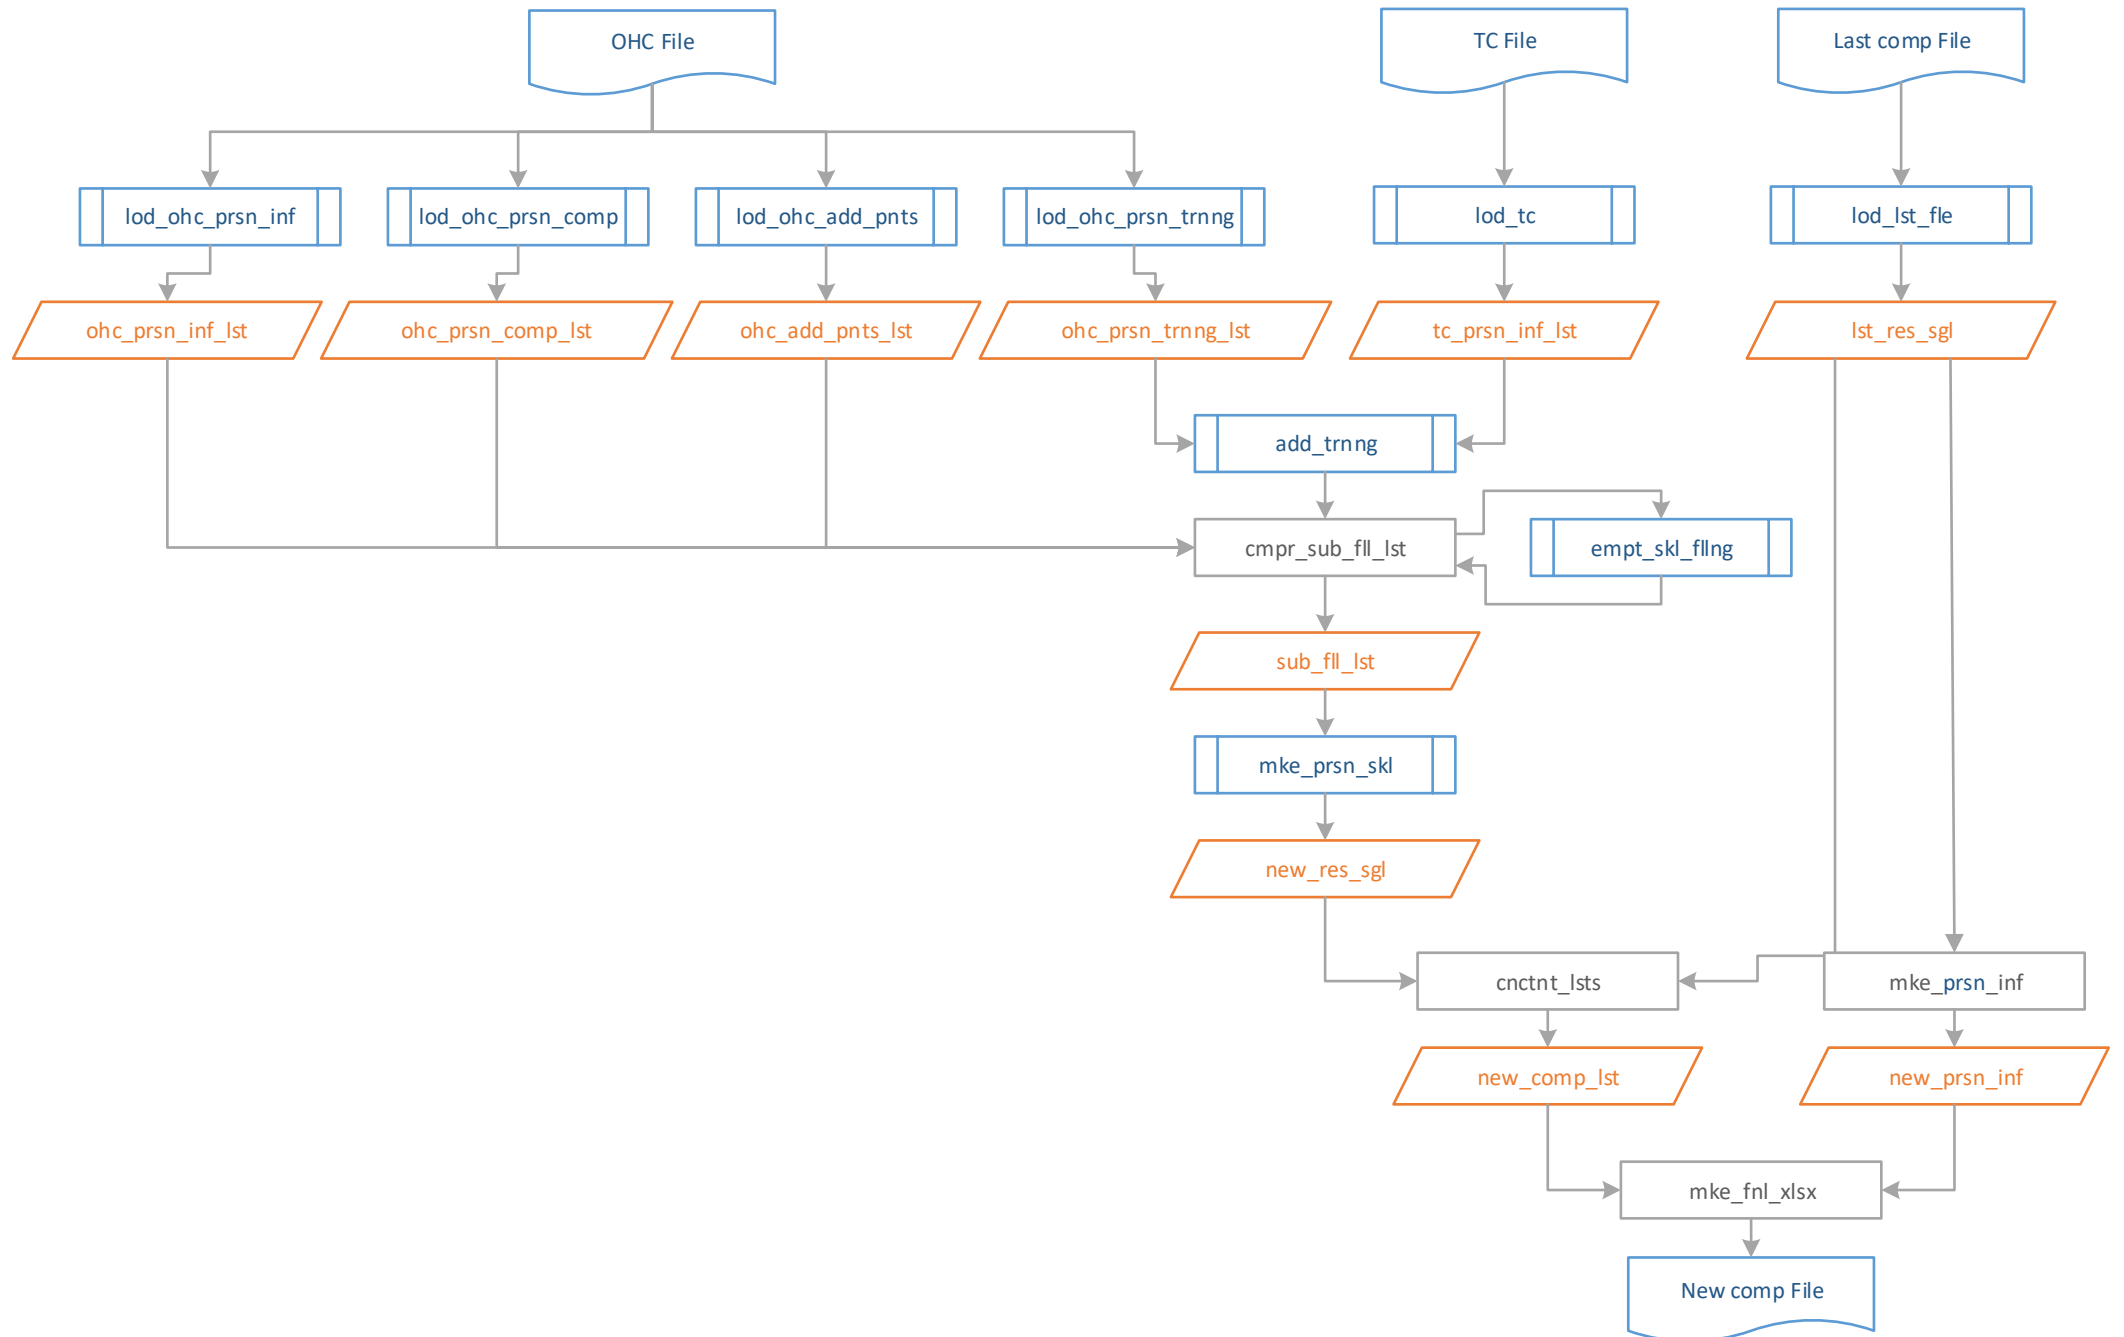 OHC File
TC File
Last comp File
lod_ohc_prsn_inf
lod_ohc_prsn_comp
lod_ohc_add_pnts
lod_ohc_prsn_trnng
lod_tc
lod_lst_fle
ohc_prsn_inf_lst
ohc_prsn_comp_lst
ohc_add_pnts_lst
ohc_prsn_trnng_lst
tc_prsn_inf_lst
lst_res_sgl
add_trnng
cmpr_sub_fll_lst
empt_skl_fllng
sub_fll_lst
mke_prsn_skl
new_res_sgl
cnctnt_lsts
mke_prsn_inf
new_comp_lst
new_prsn_inf
mke_fnl_xlsx
New comp File